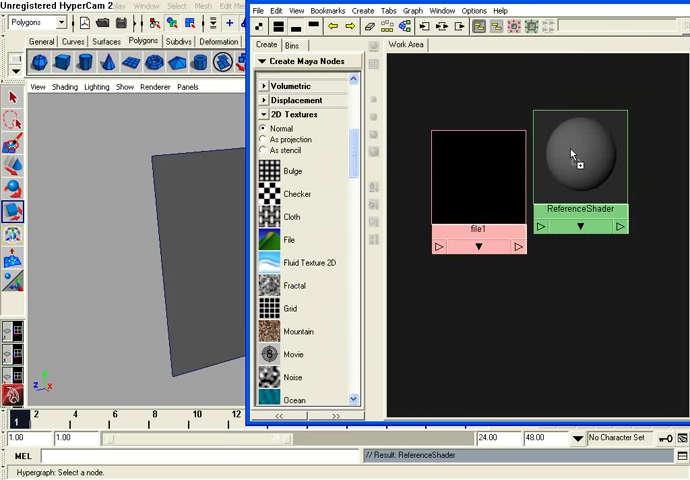 Unregistered HyperCam 2
Display Window Mesh
File Edit View Bookmarks Create Tabs Graph Window Options Help
Polygons
General Curves Surfaces Polygons Subdivs Deformation
Create Bins Work Area
Create Maya Nodes
View Shading Lighting Show Renderer Panels
Volumetric
Displacement
2D Textures
Normal
As projection
As stencil
Bulge
Checker
Cloth
File
Fluid Texture 2D
Fractal
Grid
Mountain
Movie
Noise
Ocean
ReferenceShader
file1
<< >>
1 2 4 6 8 10 12
1.00 1.00 24.00 48.00 No Character Set
MEL // Result: ReferenceShader
Hypergraph: Select a node.